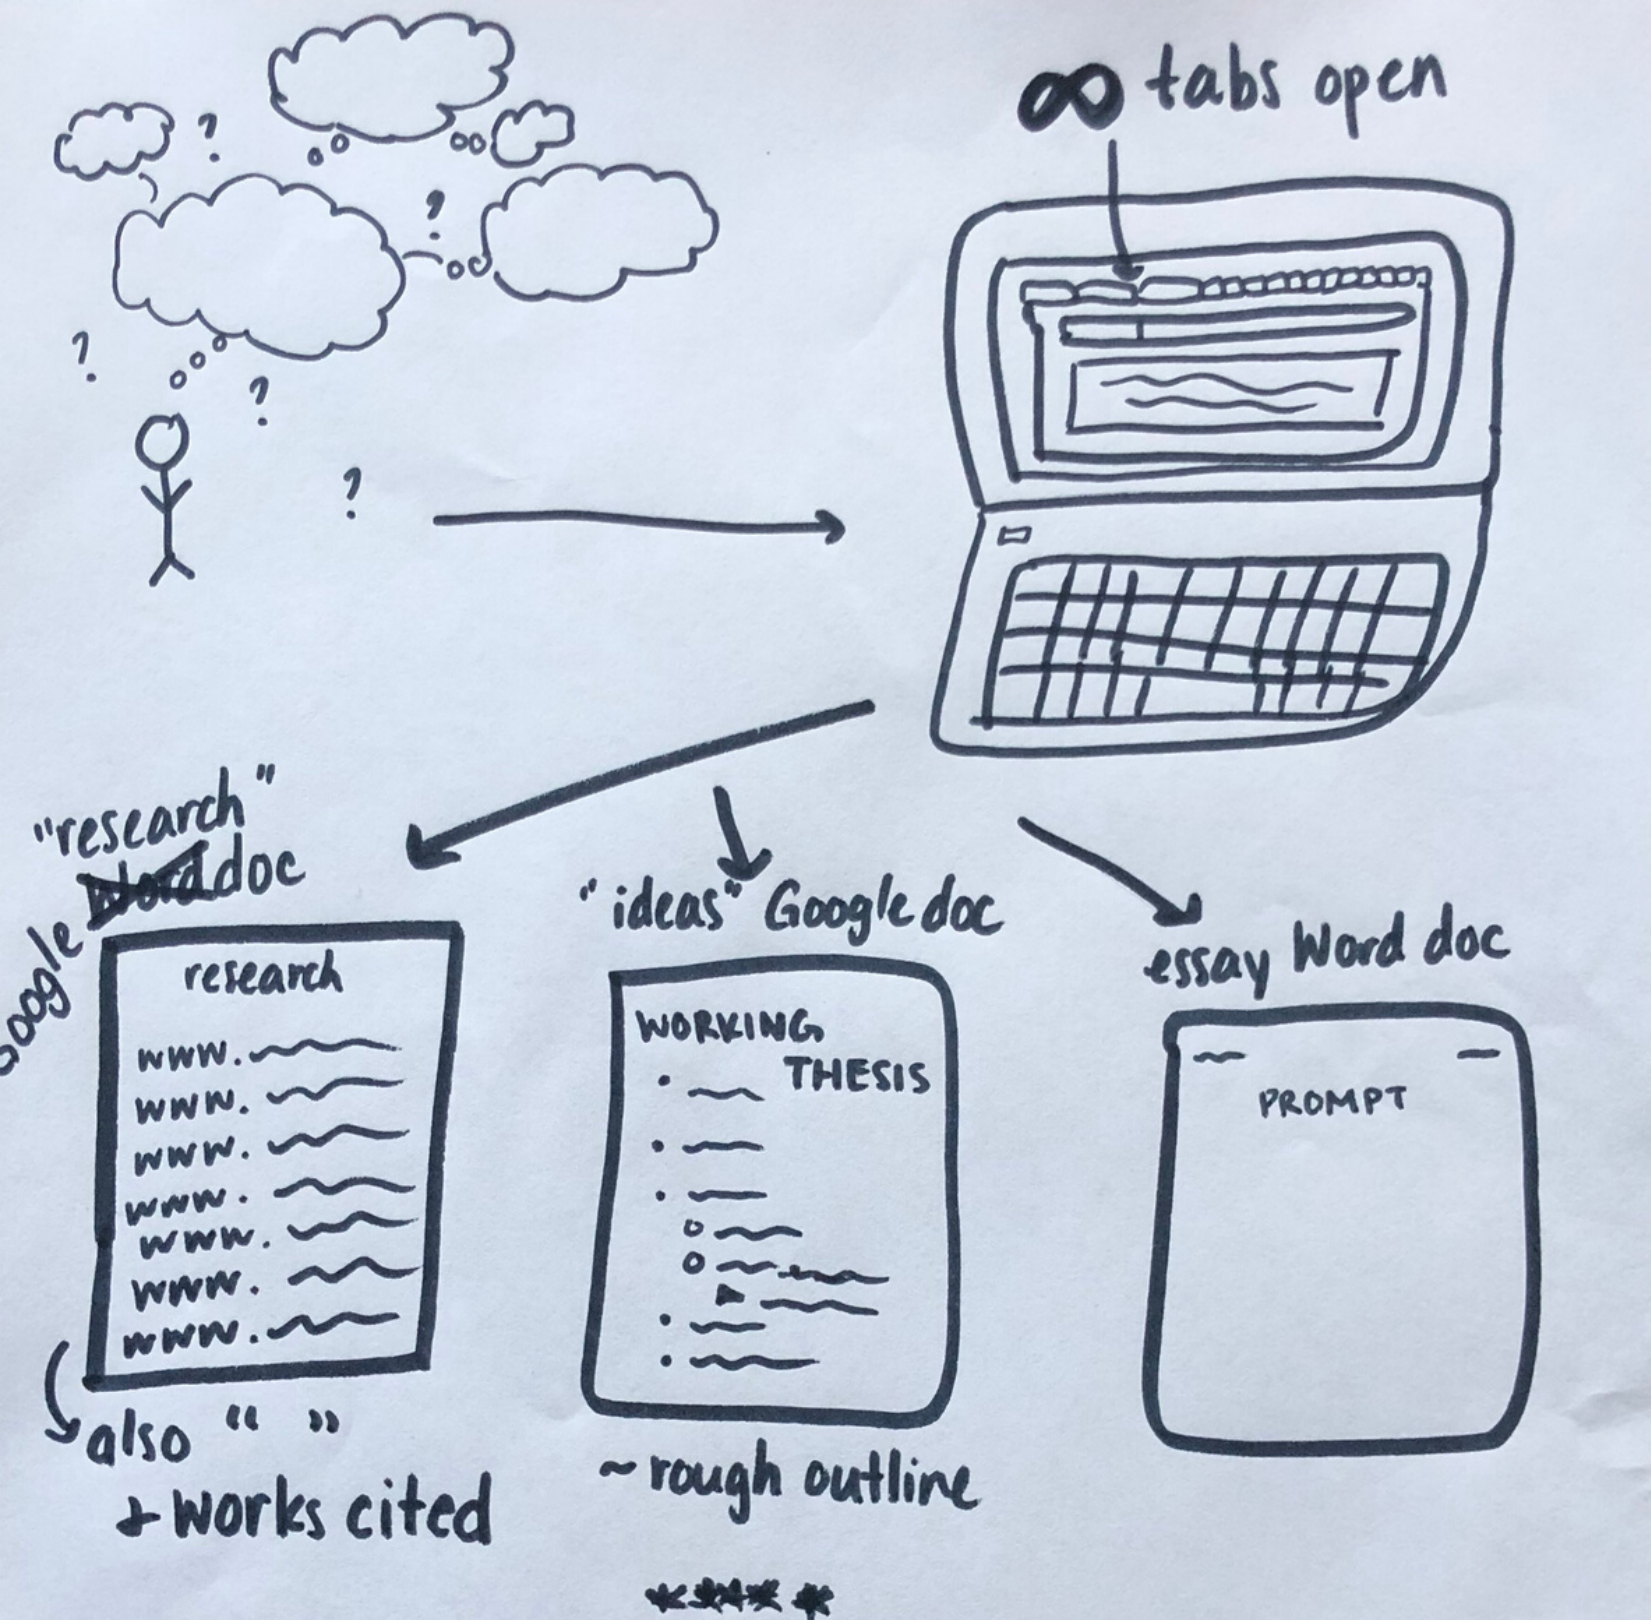 ? ? ? ? ?
∞ tabs open
"research"
Google Word doc
research
www.
www.
www.
www.
www.
www.
www.
also " "
+ works cited
"ideas" Google doc
WORKING
THESIS
~ rough outline
essay Word doc
PROMPT